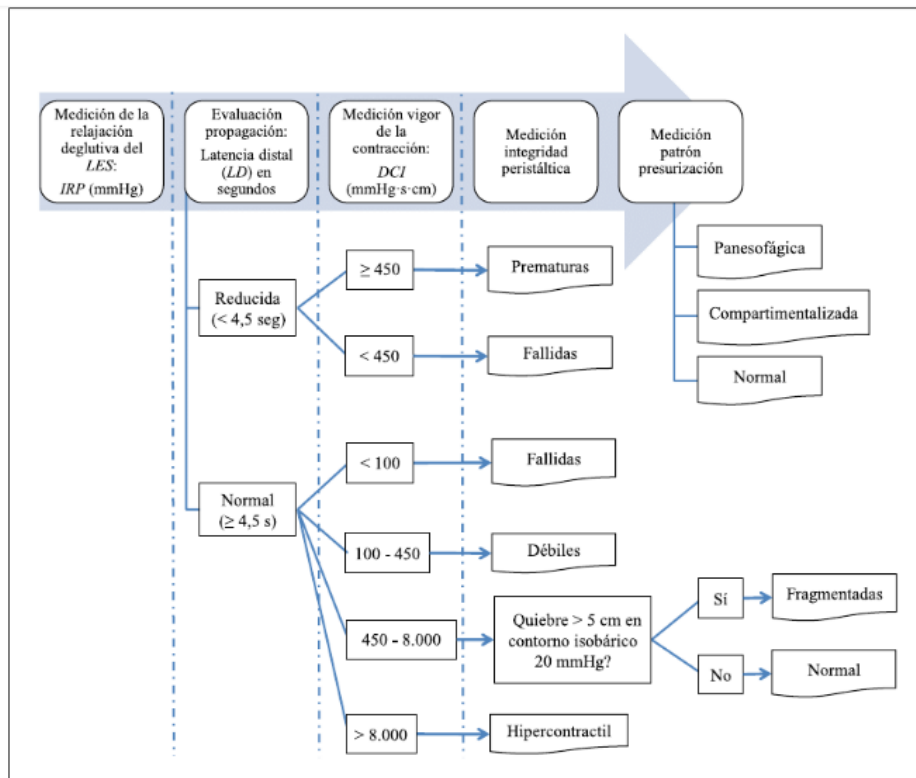 Medición de la
relajación
deglutiva del
LES:
IRP (mmHg)
Evaluación
propagación:
Latencia distal
(LD) en
segundos
Medición vigor
de la
contracción:
DCI
(mmHg·s·cm)
Medición
integridad
peristáltica
Medición
patrón
presurización
Reducida
(< 4,5 seg)
≥ 450
Prematuras
< 450
Fallidas
Panesofágica
Compartimentalizada
Normal
Normal
(≥ 4,5 s)
< 100
Fallidas
100 - 450
Débiles
450 - 8.000
Quiebre > 5 cm en
contorno isobárico
20 mmHg?
Sí
Fragmentadas
No
Normal
> 8.000
Hipercontractil